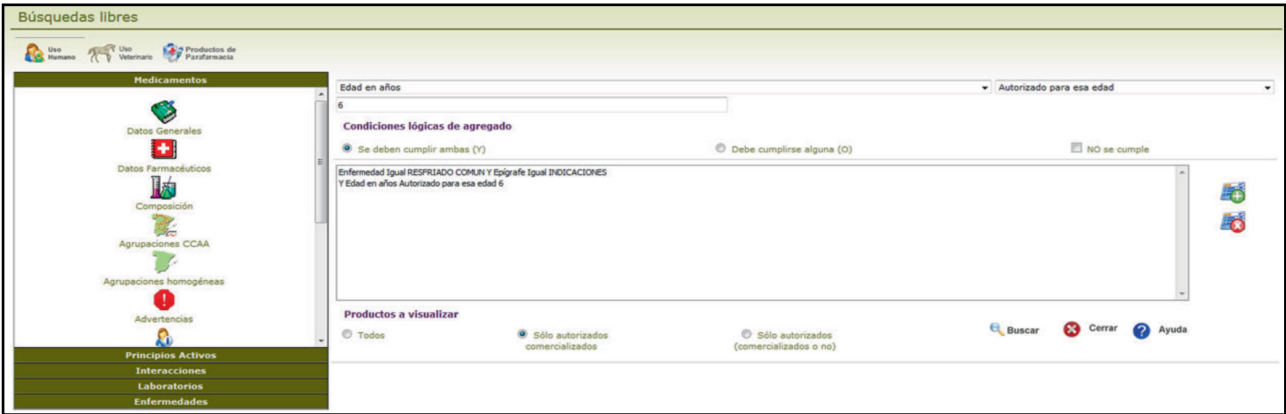 Búsquedas libres
Uso Humano
Uso Veterinario
Productos de Parafarmacia
Medicamentos
Datos Generales
Datos Farmacéuticos
Composición
Agrupaciones CCAA
Agrupaciones homogéneas
Advertencias
Principios Activos
Interacciones
Laboratorios
Enfermedades
Edad en años
Autorizado para esa edad
6
Condiciones lógicas de agregado
Se deben cumplir ambas (Y)
Debe cumplirse alguna (O)
NO se cumple
Enfermedad Igual RESFRIADO COMUN Y Epígrafe Igual INDICACIONES
Y Edad en años Autorizado para esa edad 6
Productos a visualizar
Todos
Sólo autorizados
comercializados
Sólo autorizados
(comercializados o no)
Buscar
Cerrar
Ayuda